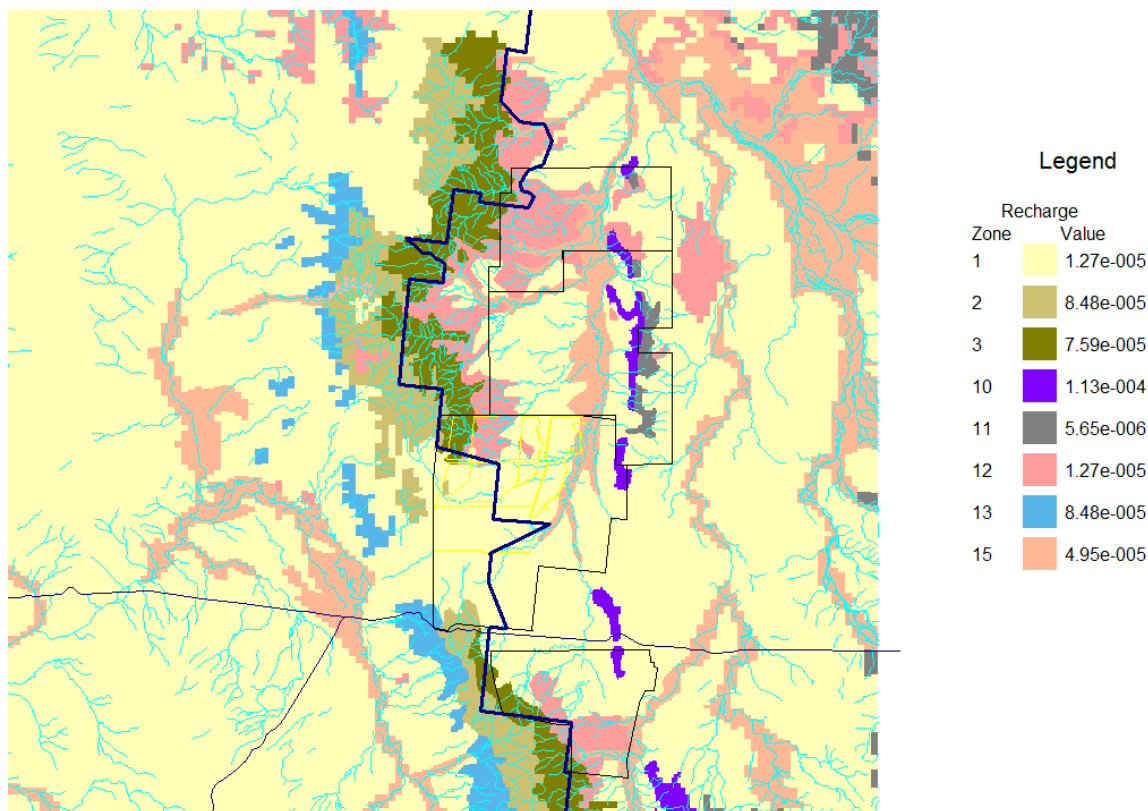 Legend
Recharge
Zone Value
1 1.27e-005
2 8.48e-005
3 7.59e-005
10 1.13e-004
11 5.65e-006
12 1.27e-005
13 8.48e-005
15 4.95e-005